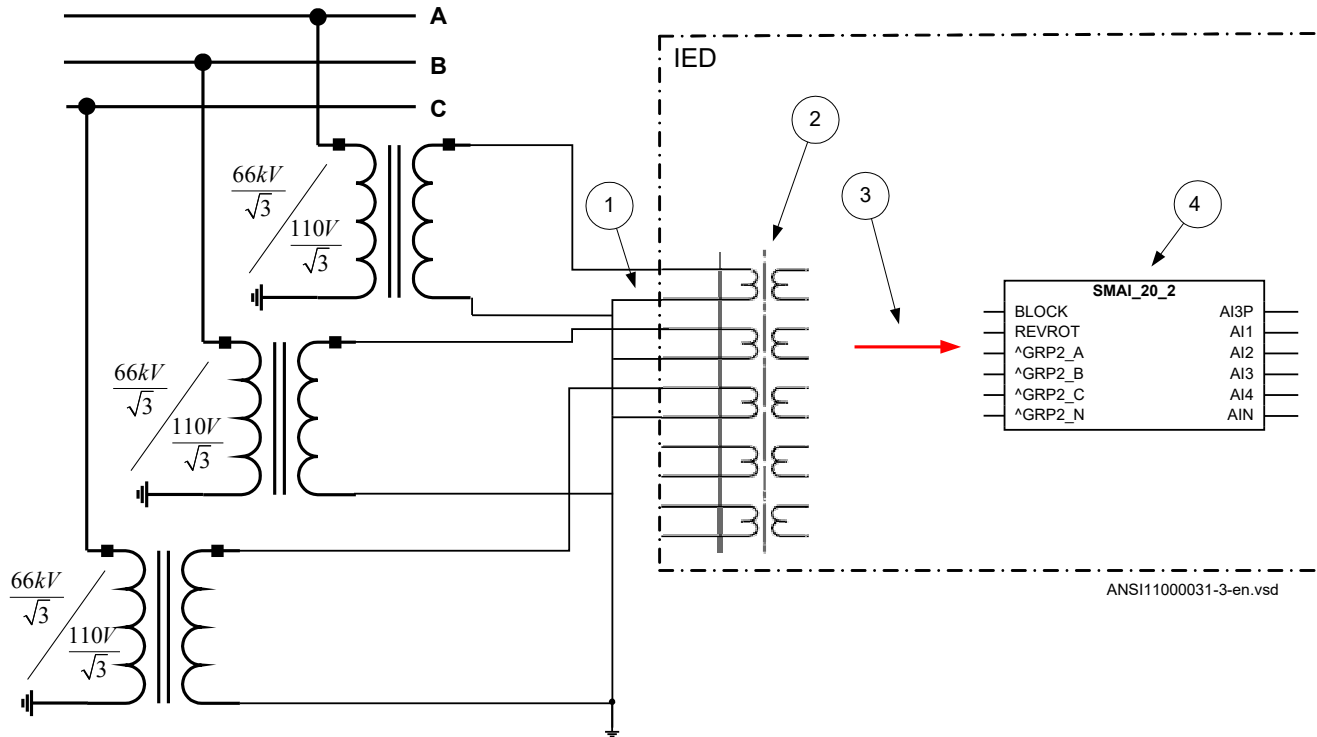 A
B
C
IED
66kV
√3
110V
√3
1
2
3
4
66kV
√3
110V
√3
66kV
√3
110V
√3
SMAI_20_2
BLOCK
REVROT
^GRP2_A
^GRP2_B
^GRP2_C
^GRP2_N
AI3P
AI1
AI2
AI3
AI4
AIN
ANSI11000031-3-en.vsd